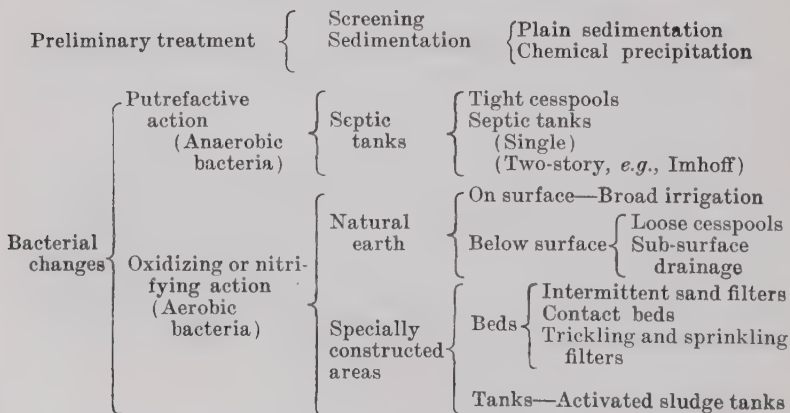 Preliminary treatment { Screening
Sedimentation { Plain sedimentation
Chemical precipitation
Bacterial changes {
Putrefactive action
(Anaerobic bacteria) {
Septic tanks {
Tight cesspools
Septic tanks
(Single)
(Two-story, e.g., Imhoff)
Oxidizing or nitri-
fying action
(Aerobic bacteria) {
Natural earth {
On surface—Broad irrigation
Below surface { Loose cesspools
Sub-surface drainage
Specially constructed areas {
Beds { Intermittent sand filters
Contact beds
Trickling and sprinkling filters
Tanks—Activated sludge tanks